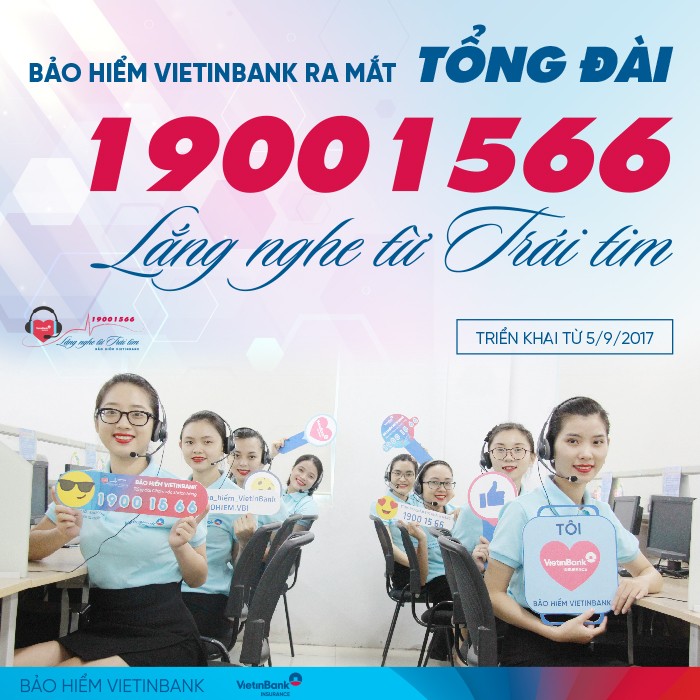 BẢO HIỂM VIETINBANK RA MẮT TỔNG ĐÀI
19001566
Lắng nghe từ Trái tim
19001566
Lắng nghe từ Trái tim
BẢO HIỂM VIETINBANK
TRIỂN KHAI TỪ 5/9/2017
BẢO HIỂM VIETINBANK
1900 15 66
_hiểm_VietinBank
1900 15 66
TÔI
VietinBank
INSURANCE
BẢO HIỂM VIETINBANK
BẢO HIỂM VIETINBANK
VietinBank
INSURANCE